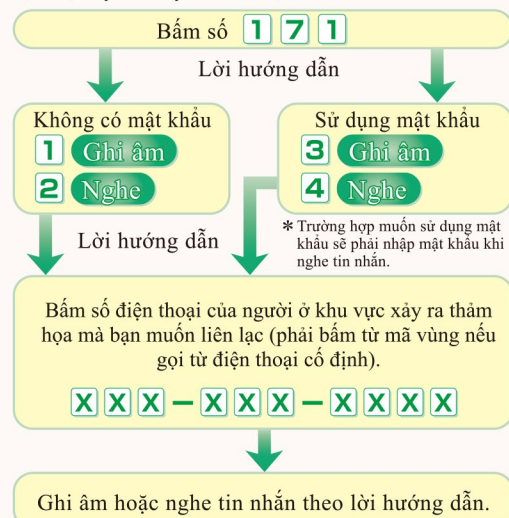 Bấm số 1 7 1
Lời hướng dẫn
Không có mật khẩu
1 Ghi âm
2 Nghe
Sử dụng mật khẩu
3 Ghi âm
4 Nghe
* Trường hợp muốn sử dụng mật
khẩu sẽ phải nhập mật khẩu khi
nghe tin nhắn.
Lời hướng dẫn
Bấm số điện thoại của người ở khu vực xảy ra thảm
họa mà bạn muốn liên lạc (phải bấm từ mã vùng nếu
gọi từ điện thoại cố định).
X X X – X X X – X X X X
Ghi âm hoặc nghe tin nhắn theo lời hướng dẫn.